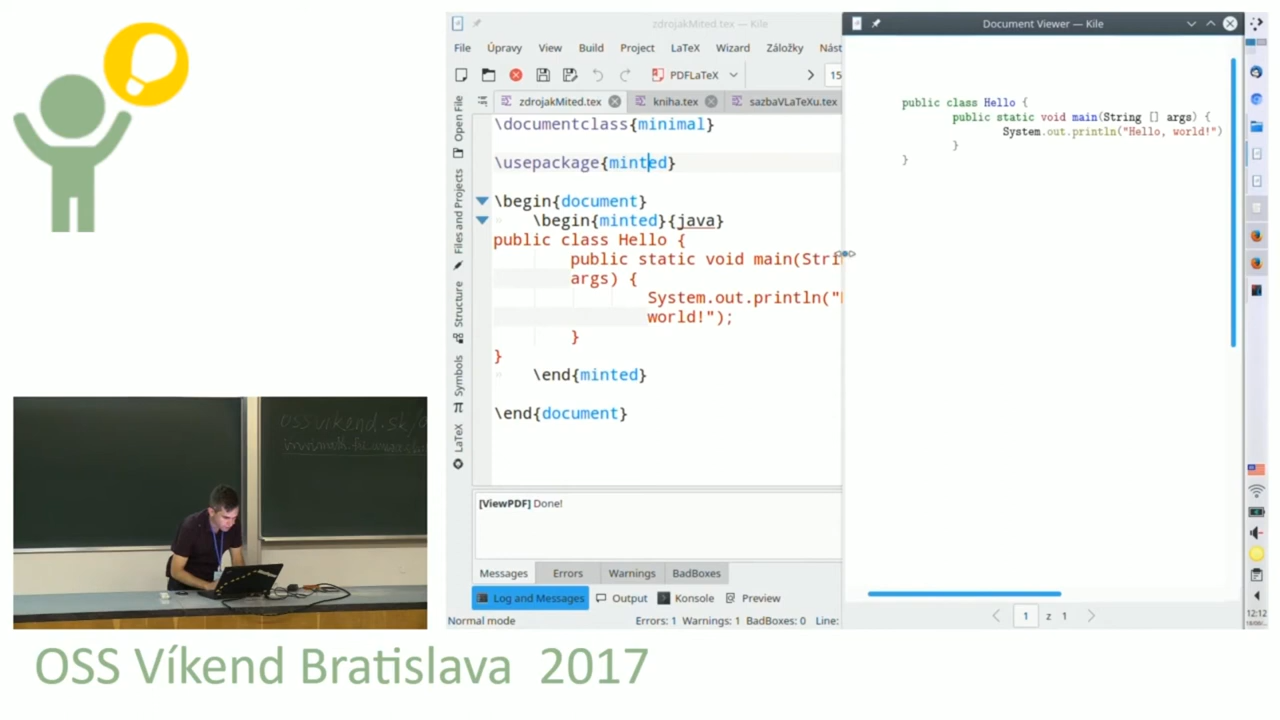 zdrojakMited.tex — Kile
File Úpravy View Build Project LaTeX Wizard Záložky Nást
PDFLaTeX 15
zdrojakMited.tex kniha.tex sazbaVLaTeXu.tex
Open File
Files and Projects
Structure
Symbols
LaTeX
\documentclass{minimal}
\usepackage{minted}
\begin{document}
\begin{minted}{java}
public class Hello {
public static void main(Stri
args) {
System.out.println("
world!");
}
}
\end{minted}
\end{document}
[ViewPDF] Done!
Messages Errors Warnings BadBoxes
Log and Messages Output Konsole Preview
Normal mode Errors: 1 Warnings: 1 BadBoxes: 0 Line:
Document Viewer — Kile
public class Hello {
public static void main(String [] args) {
System.out.println("Hello, world!")
}
}
1 z 1
12:12
ossvikend.sk/
OSS Víkend Bratislava 2017